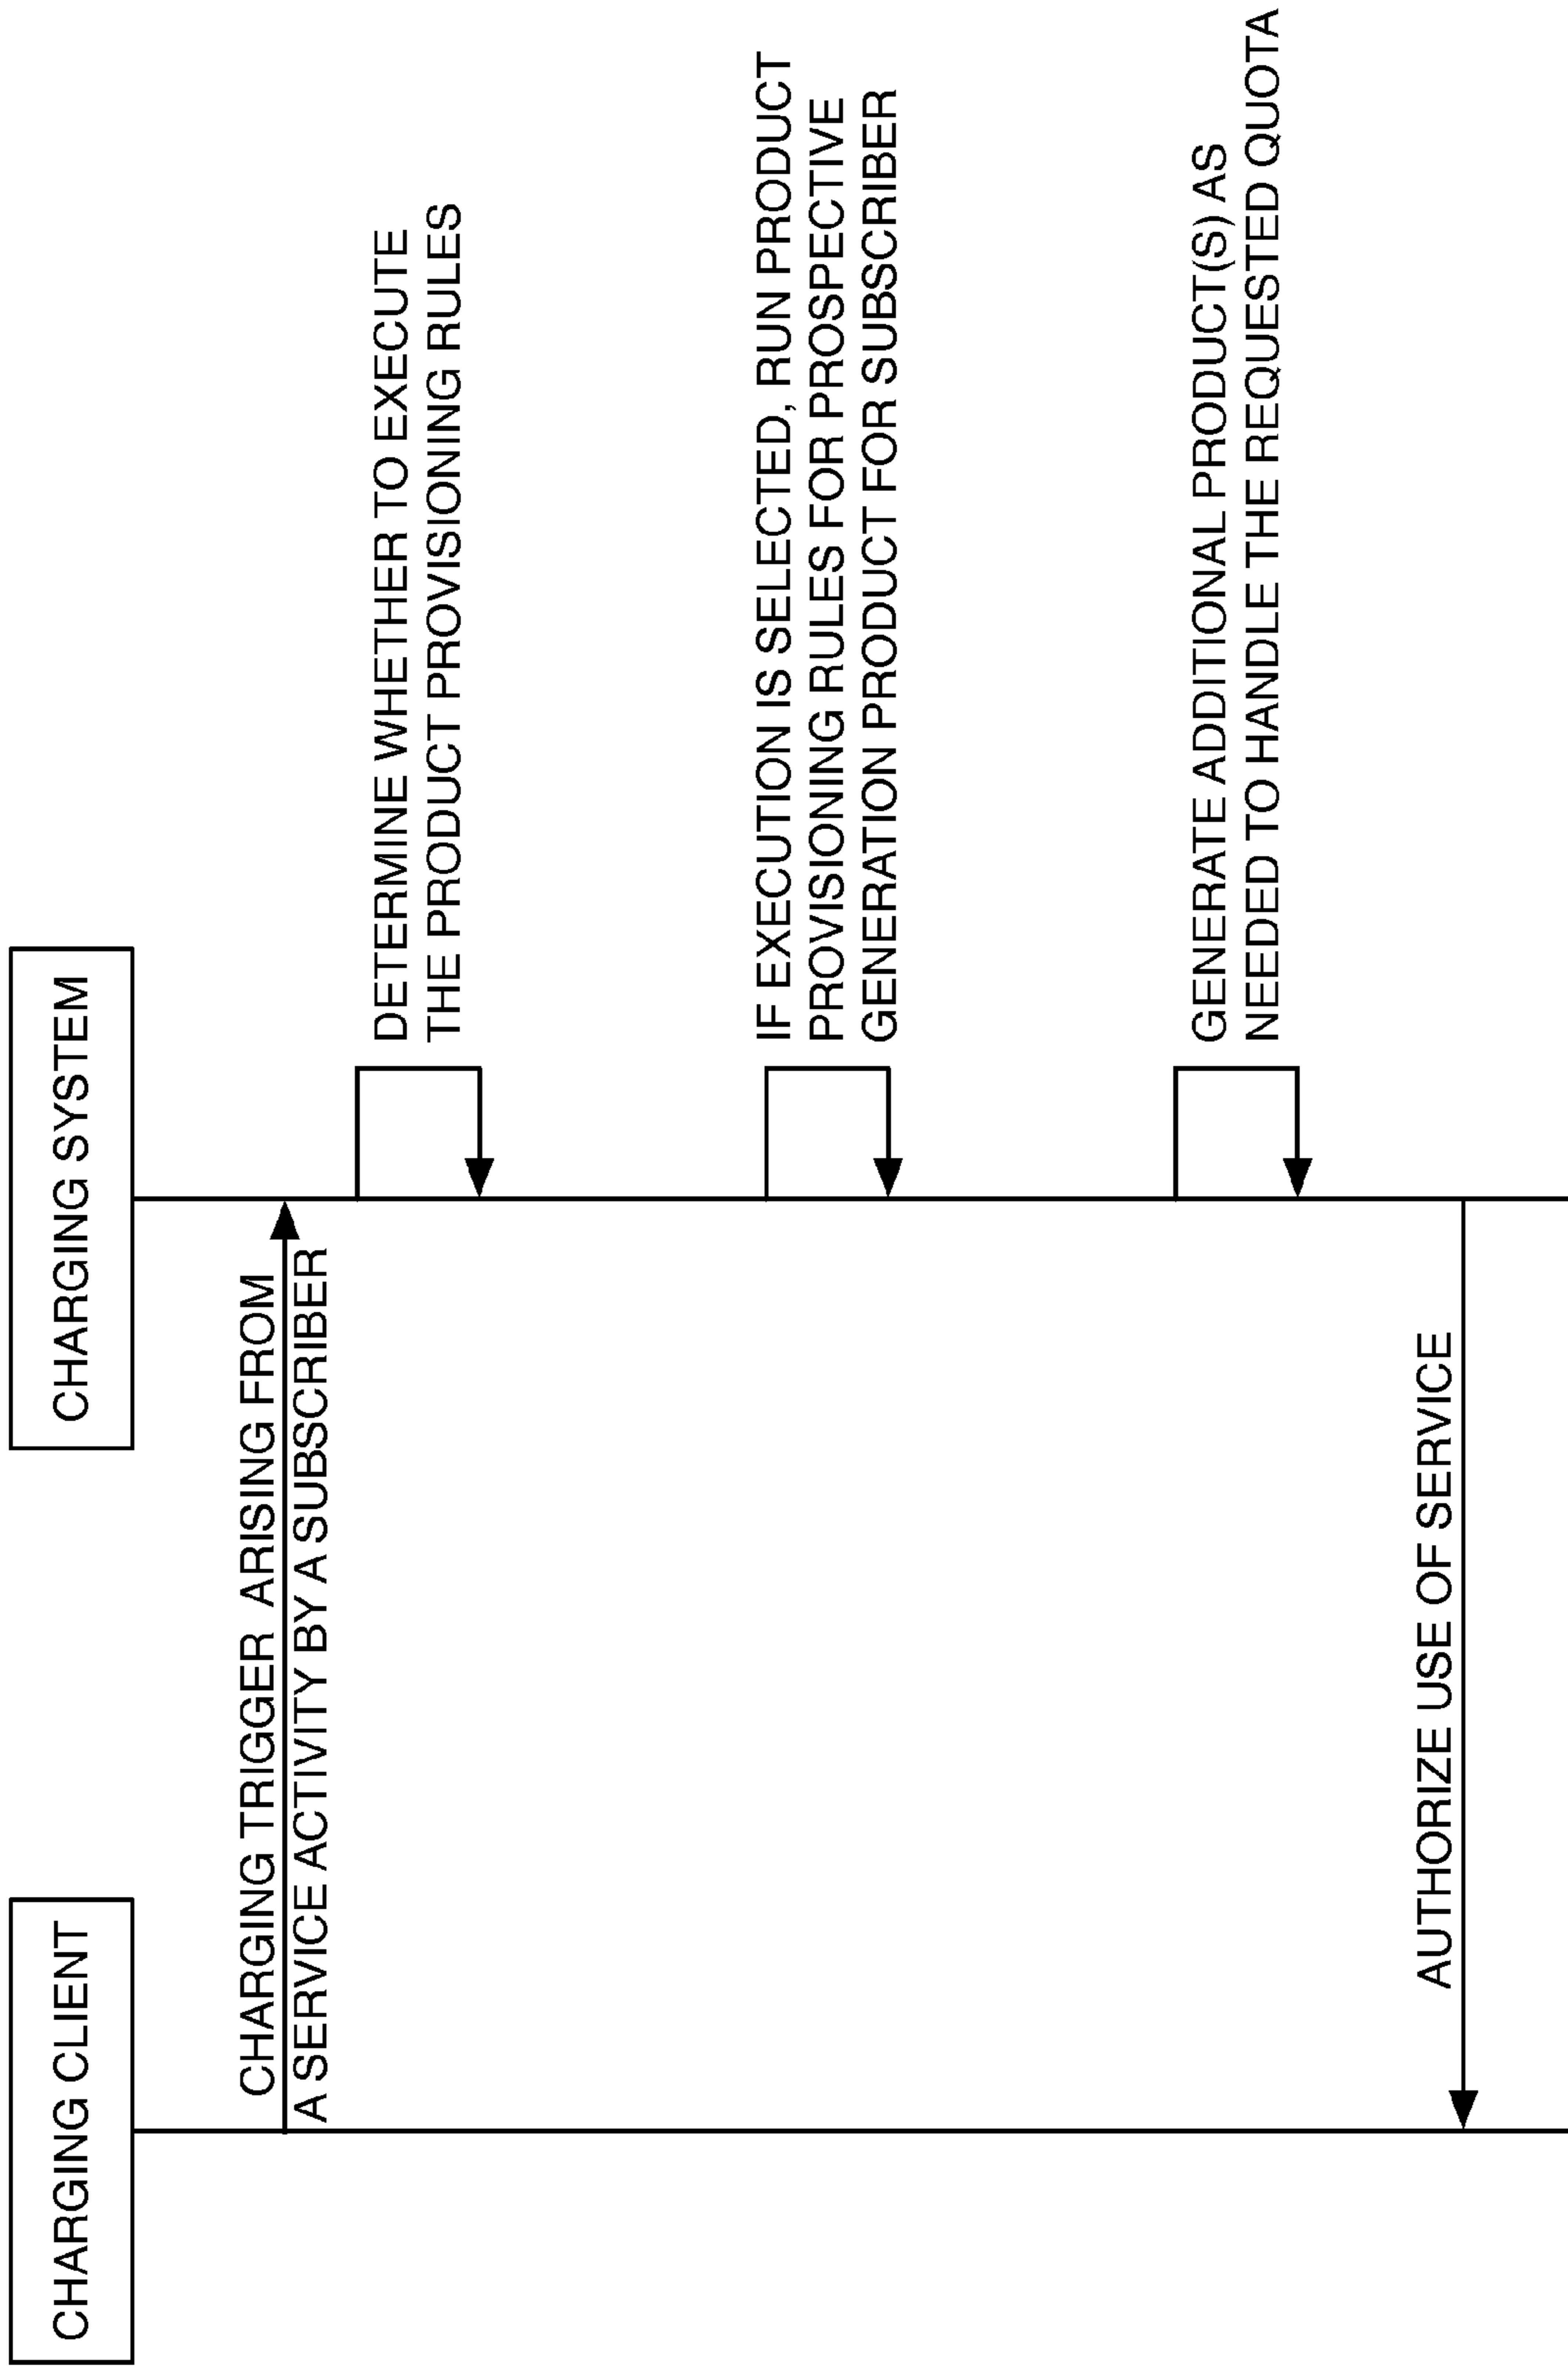 CHARGING CLIENT
CHARGING SYSTEM
CHARGING TRIGGER ARISING FROM
A SERVICE ACTIVITY BY A SUBSCRIBER
DETERMINE WHETHER TO EXECUTE
THE PRODUCT PROVISIONING RULES
IF EXECUTION IS SELECTED, RUN PRODUCT
PROVISIONING RULES FOR PROSPECTIVE
GENERATION PRODUCT FOR SUBSCRIBER
GENERATE ADDITIONAL PRODUCT(S) AS
NEEDED TO HANDLE THE REQUESTED QUOTA
AUTHORIZE USE OF SERVICE